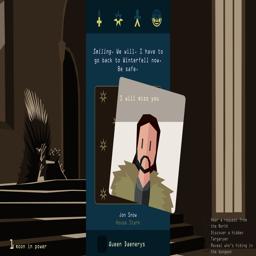 Smiling. We will. I have to
go back to Winterfell now.
Be safe.
I will miss you
Jon Snow
House Stark
1 moon in power
Queen Daenerys
Hear a request from
the North
Discover a hidden
Targaryen
Reveal who's hiding in
the dungeon